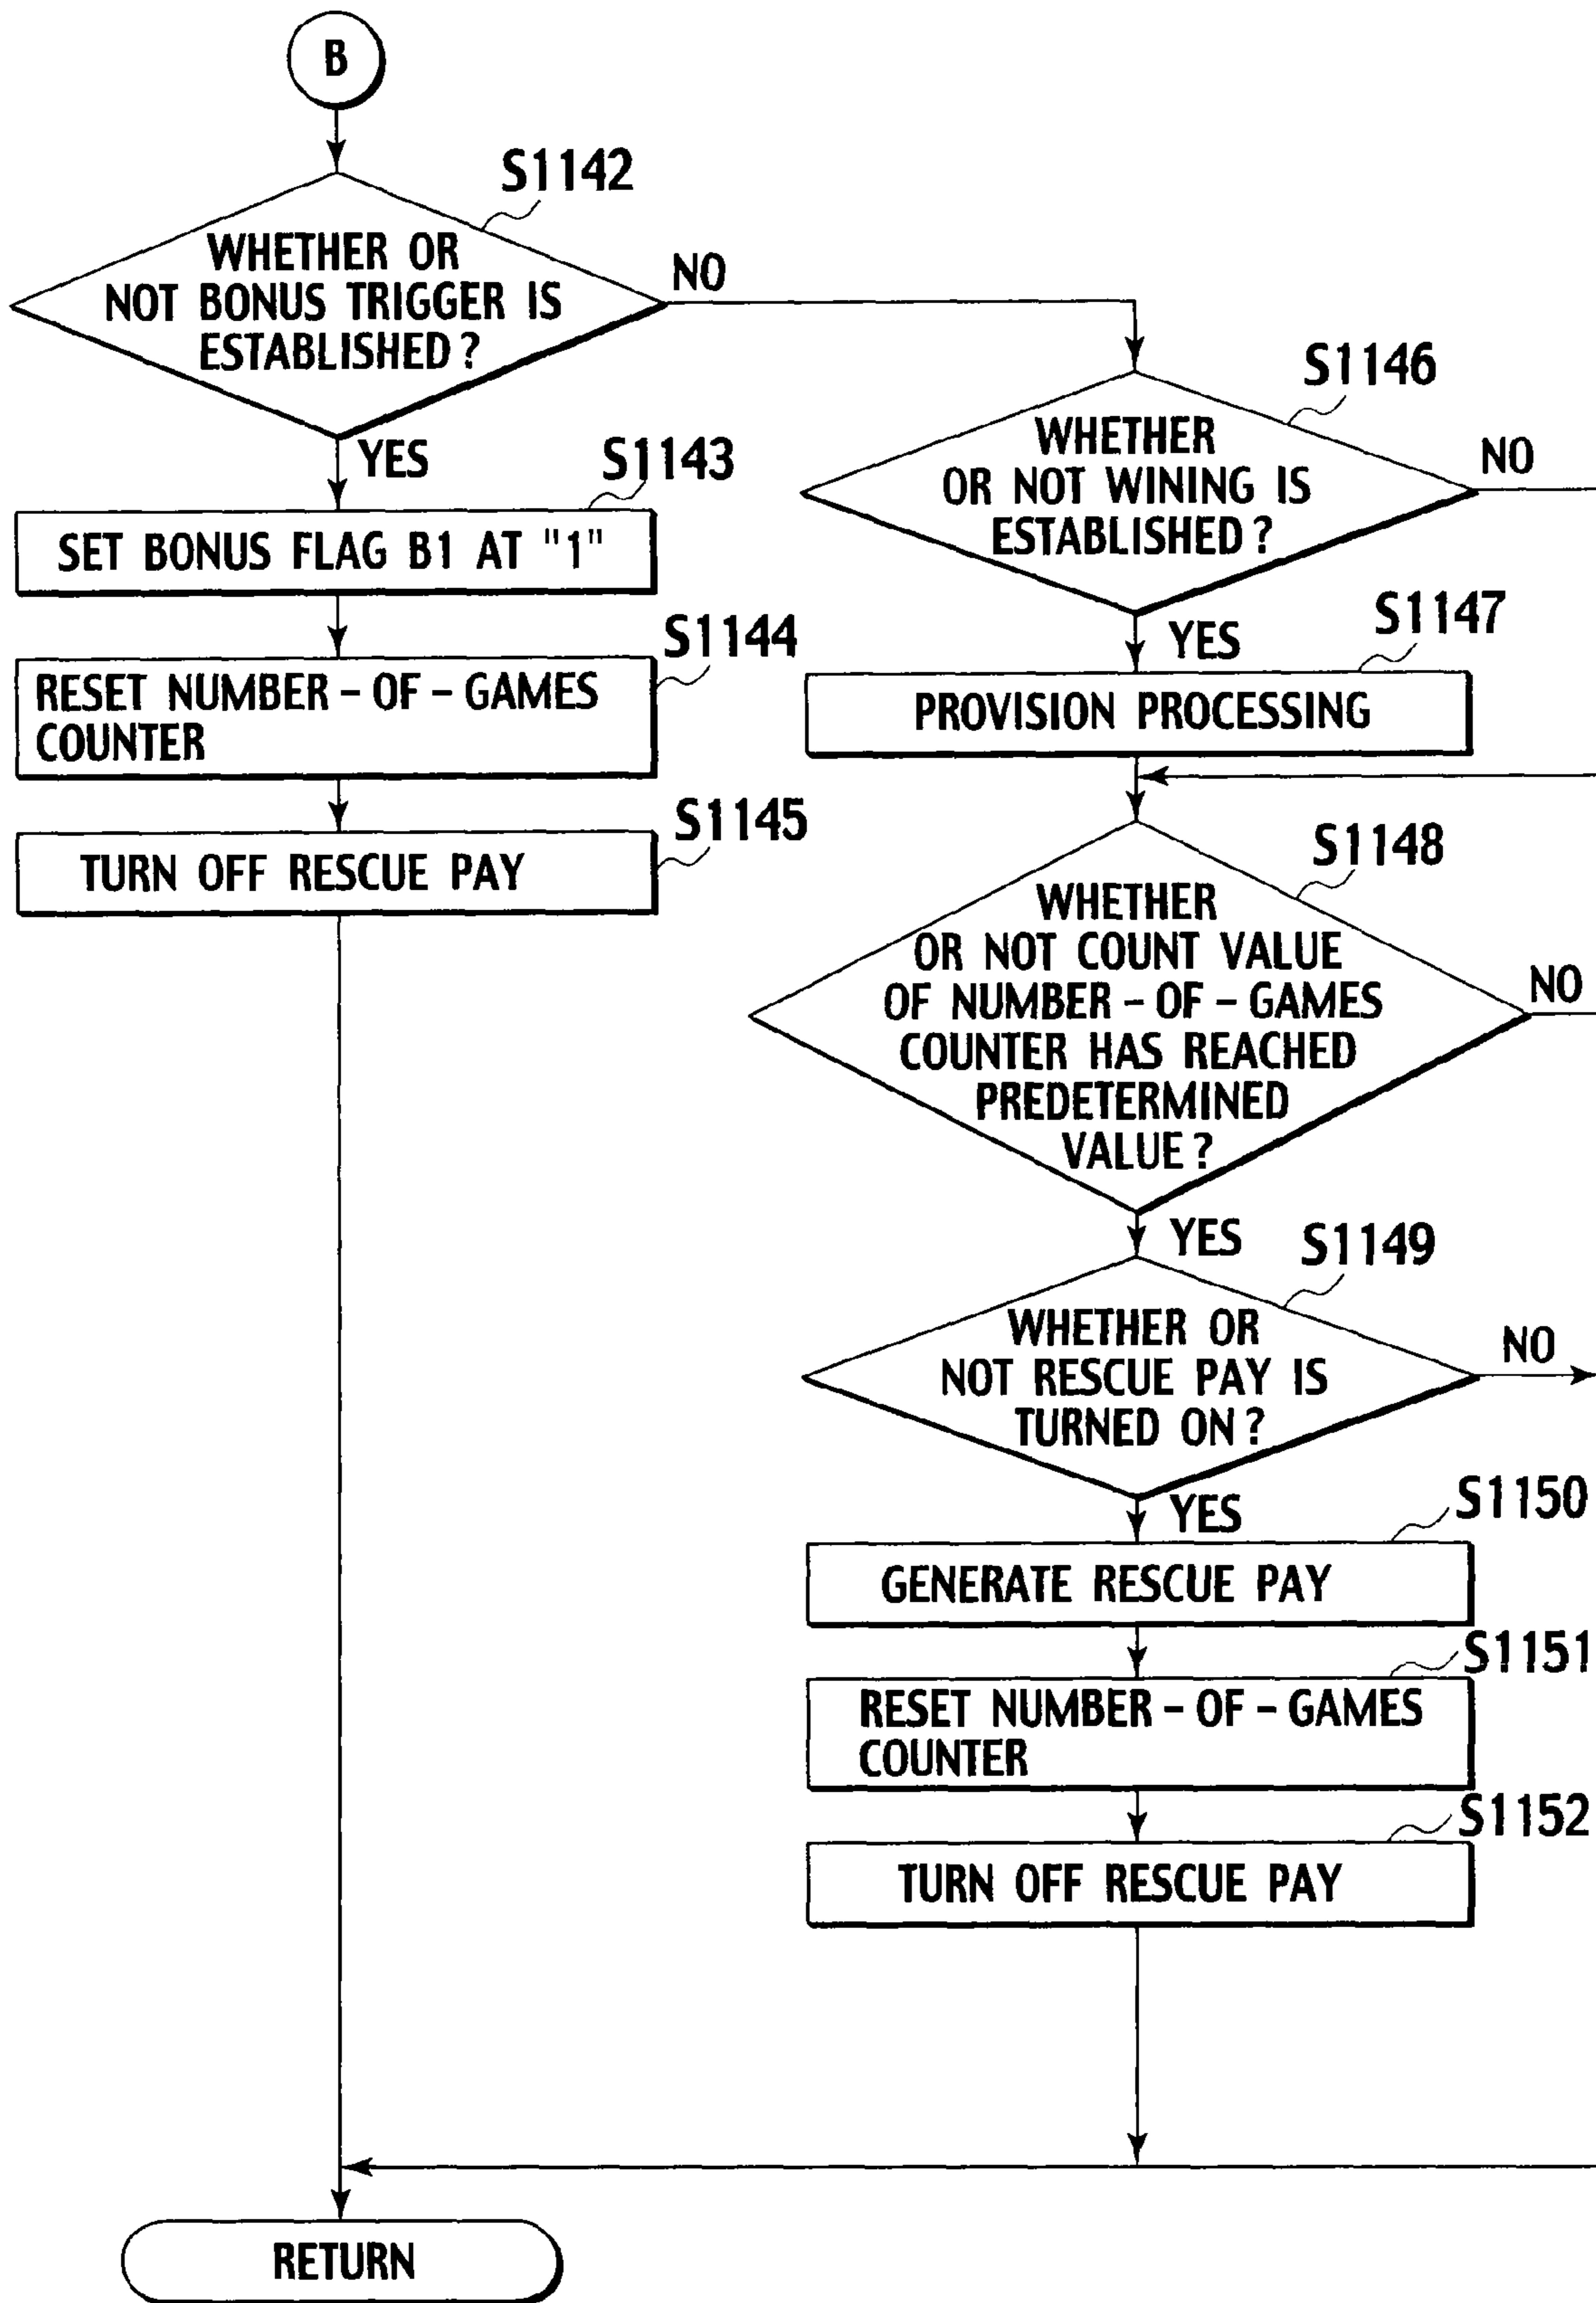 B
S1142
WHETHER OR
NOT BONUS TRIGGER IS
ESTABLISHED?
NO
YES
S1143
SET BONUS FLAG B1 AT "1"
S1144
RESET NUMBER-OF-GAMES
COUNTER
S1145
TURN OFF RESCUE PAY
S1146
WHETHER
OR NOT WINING IS
ESTABLISHED?
NO
YES
S1147
PROVISION PROCESSING
S1148
WHETHER
OR NOT COUNT VALUE
OF NUMBER-OF-GAMES
COUNTER HAS REACHED
PREDETERMINED
VALUE?
NO
YES
S1149
WHETHER OR
NOT RESCUE PAY IS
TURNED ON?
NO
YES
S1150
GENERATE RESCUE PAY
S1151
RESET NUMBER-OF-GAMES
COUNTER
S1152
TURN OFF RESCUE PAY
RETURN